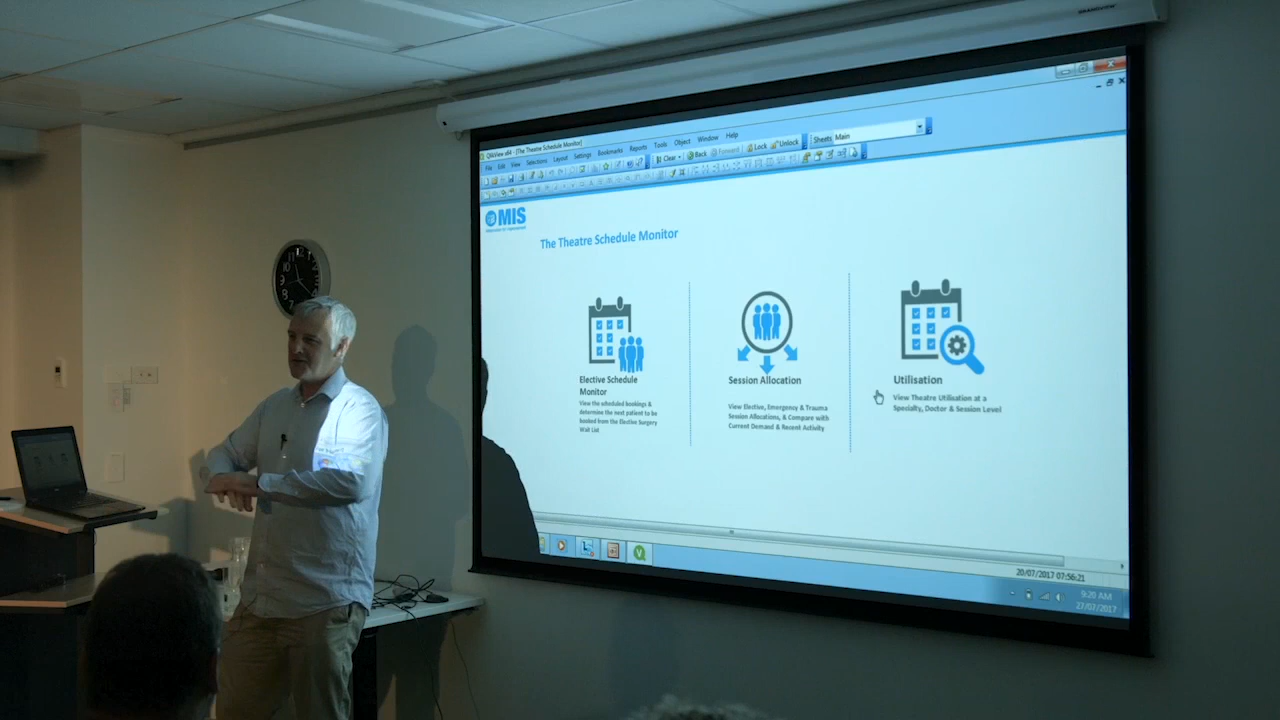 QlikView x64 - [The Theatre Schedule Monitor]
File Edit View Selections Layout Settings Bookmarks Reports Tools Object Window Help
Clear Back Forward Lock Unlock Sheets Main
MIS
The Theatre Schedule Monitor
Elective Schedule
Monitor
View the scheduled bookings &
determine the next patient to be
booked from the Elective Surgery
Wait List
Session Allocation
View Elective, Emergency & Trauma
Session Allocations, & Compare with
Current Demand & Recent Activity
Utilisation
View Theatre Utilisation at a
Specialty, Doctor & Session Level
20/07/2017 07:56:21
9:20 AM
27/07/2017